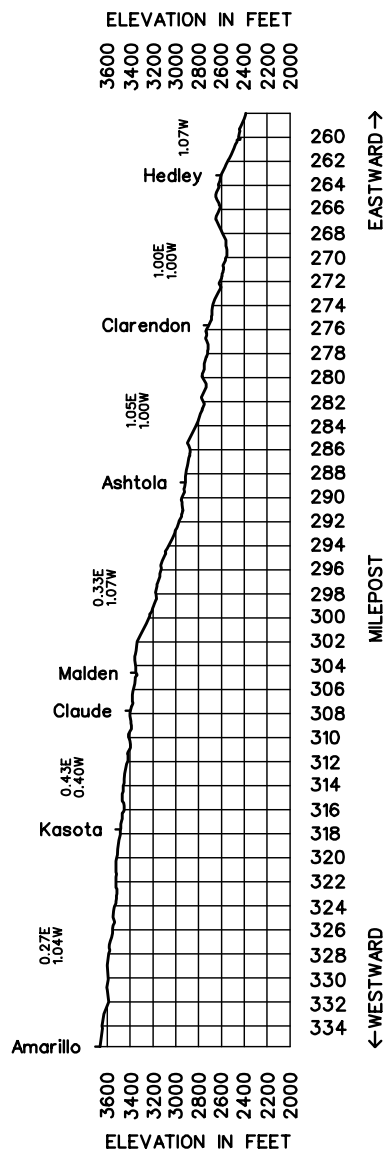 ELEVATION IN FEET
3600 3400 3200 3000 2800 2600 2400 2200 2000
EASTWARD→
1.07W
260
262
Hedley
264
266
268
1.00E
1.00W
270
272
274
Clarendon
276
278
280
282
1.05E
1.00W
284
286
288
Ashtola
290
292
294
MILEPOST
0.33E
1.07W
296
298
300
302
304
Malden
306
Claude
308
310
312
0.43E
0.40W
314
316
Kasota
318
320
322
324
326
0.27E
1.04W
328
330
332
334
←WESTWARD
Amarillo
3600 3400 3200 3000 2800 2600 2400 2200 2000
ELEVATION IN FEET